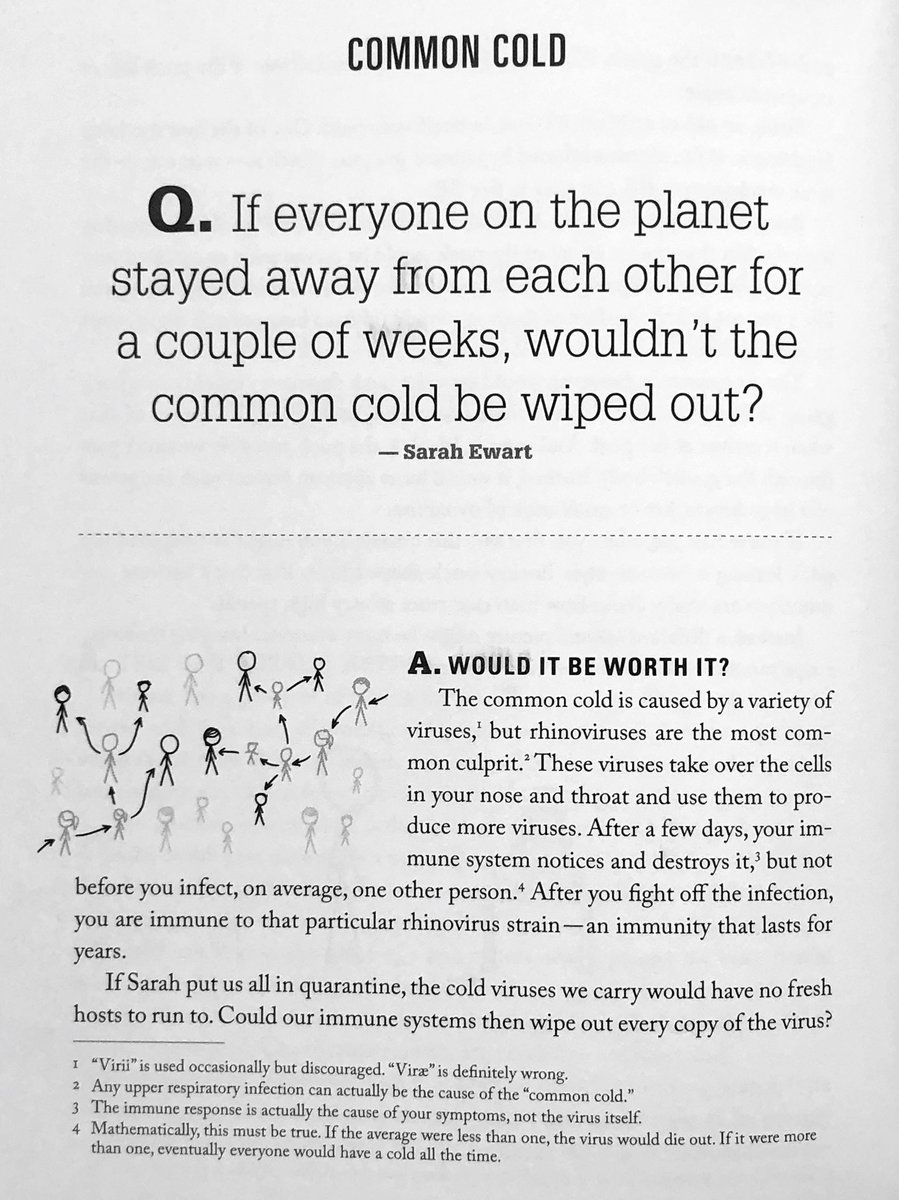 COMMON COLD
Q. If everyone on the planet
stayed away from each other for
a couple of weeks, wouldn't the
common cold be wiped out?
— Sarah Ewart
A. WOULD IT BE WORTH IT?
The common cold is caused by a variety of
viruses,¹ but rhinoviruses are the most com-
mon culprit.² These viruses take over the cells
in your nose and throat and use them to pro-
duce more viruses. After a few days, your im-
mune system notices and destroys it,³ but not
before you infect, on average, one other person.⁴ After you fight off the infection,
you are immune to that particular rhinovirus strain—an immunity that lasts for
years.
If Sarah put us all in quarantine, the cold viruses we carry would have no fresh
hosts to run to. Could our immune systems then wipe out every copy of the virus?
1 "Virii" is used occasionally but discouraged. "Viræ" is definitely wrong.
2 Any upper respiratory infection can actually be the cause of the "common cold."
3 The immune response is actually the cause of your symptoms, not the virus itself.
4 Mathematically, this must be true. If the average were less than one, the virus would die out. If it were more
than one, eventually everyone would have a cold all the time.